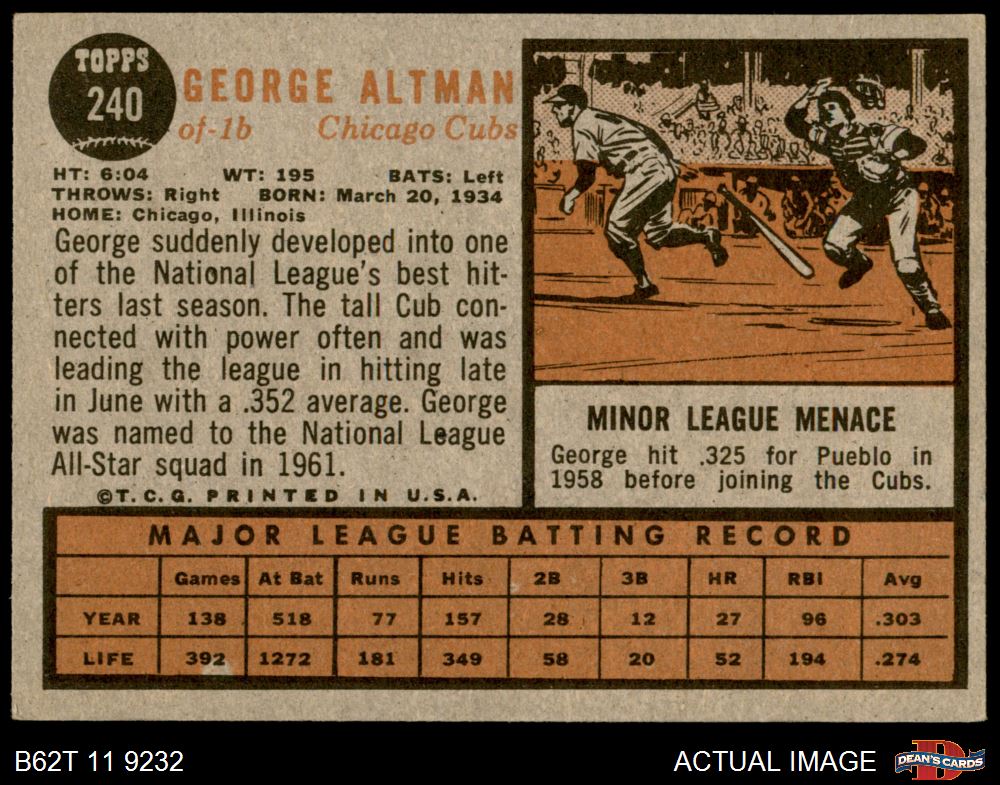 TOPPS
240
GEORGE ALTMAN
of-1b Chicago Cubs
HT: 6:04 WT: 195 BATS: Left
THROWS: Right BORN: March 20, 1934
HOME: Chicago, Illinois
George suddenly developed into one
of the National League's best hit-
ters last season. The tall Cub con-
nected with power often and was
leading the league in hitting late
in June with a .352 average. George
was named to the National League
All-Star squad in 1961.
©T.C.G. PRINTED IN U.S.A.
MINOR LEAGUE MENACE
George hit .325 for Pueblo in
1958 before joining the Cubs.
MAJOR LEAGUE BATTING RECORD
Games At Bat Runs Hits 2B 3B HR RBI Avg
YEAR 138 518 77 157 28 12 27 96 .303
LIFE 392 1272 181 349 58 20 52 194 .274
B62T 11 9232
ACTUAL IMAGE
DEAN'S CARDS